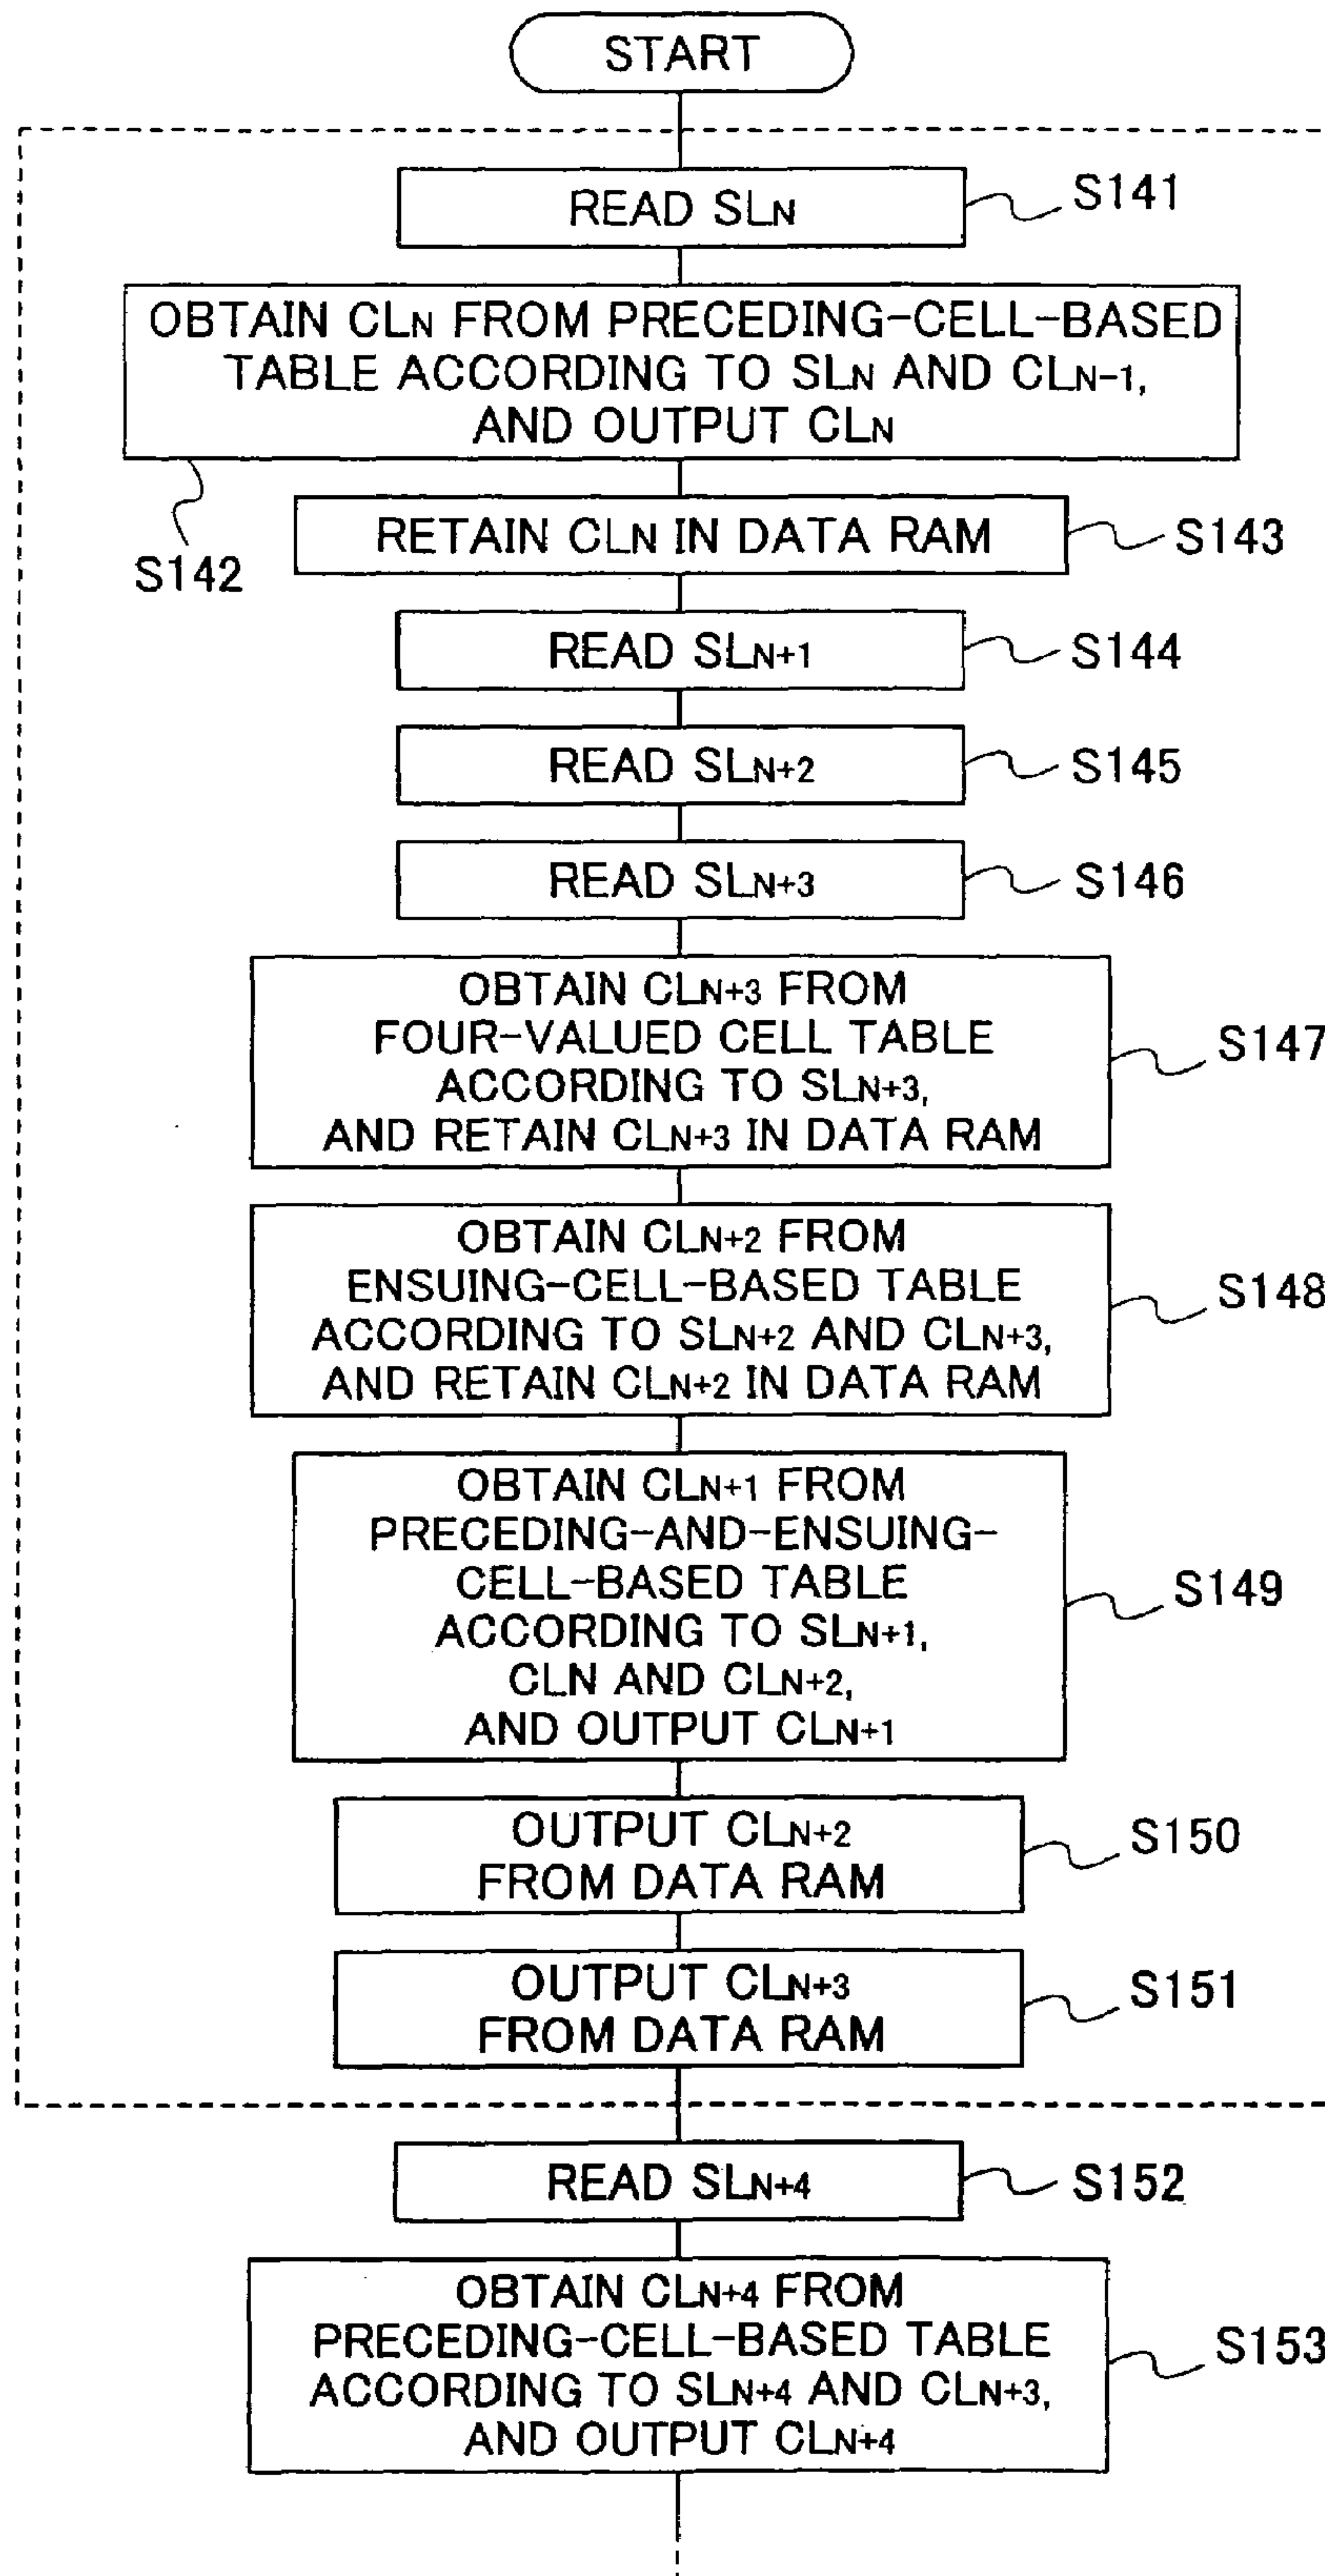 START
READ SLN
S141
OBTAIN CLN FROM PRECEDING-CELL-BASED
TABLE ACCORDING TO SLN AND CLN-1,
AND OUTPUT CLN
S142
RETAIN CLN IN DATA RAM
S143
READ SLN+1
S144
READ SLN+2
S145
READ SLN+3
S146
OBTAIN CLN+3 FROM
FOUR-VALUED CELL TABLE
ACCORDING TO SLN+3,
AND RETAIN CLN+3 IN DATA RAM
S147
OBTAIN CLN+2 FROM
ENSUING-CELL-BASED TABLE
ACCORDING TO SLN+2 AND CLN+3,
AND RETAIN CLN+2 IN DATA RAM
S148
OBTAIN CLN+1 FROM
PRECEDING-AND-ENSUING-
CELL-BASED TABLE
ACCORDING TO SLN+1,
CLN AND CLN+2,
AND OUTPUT CLN+1
S149
OUTPUT CLN+2
FROM DATA RAM
S150
OUTPUT CLN+3
FROM DATA RAM
S151
READ SLN+4
S152
OBTAIN CLN+4 FROM
PRECEDING-CELL-BASED TABLE
ACCORDING TO SLN+4 AND CLN+3,
AND OUTPUT CLN+4
S153